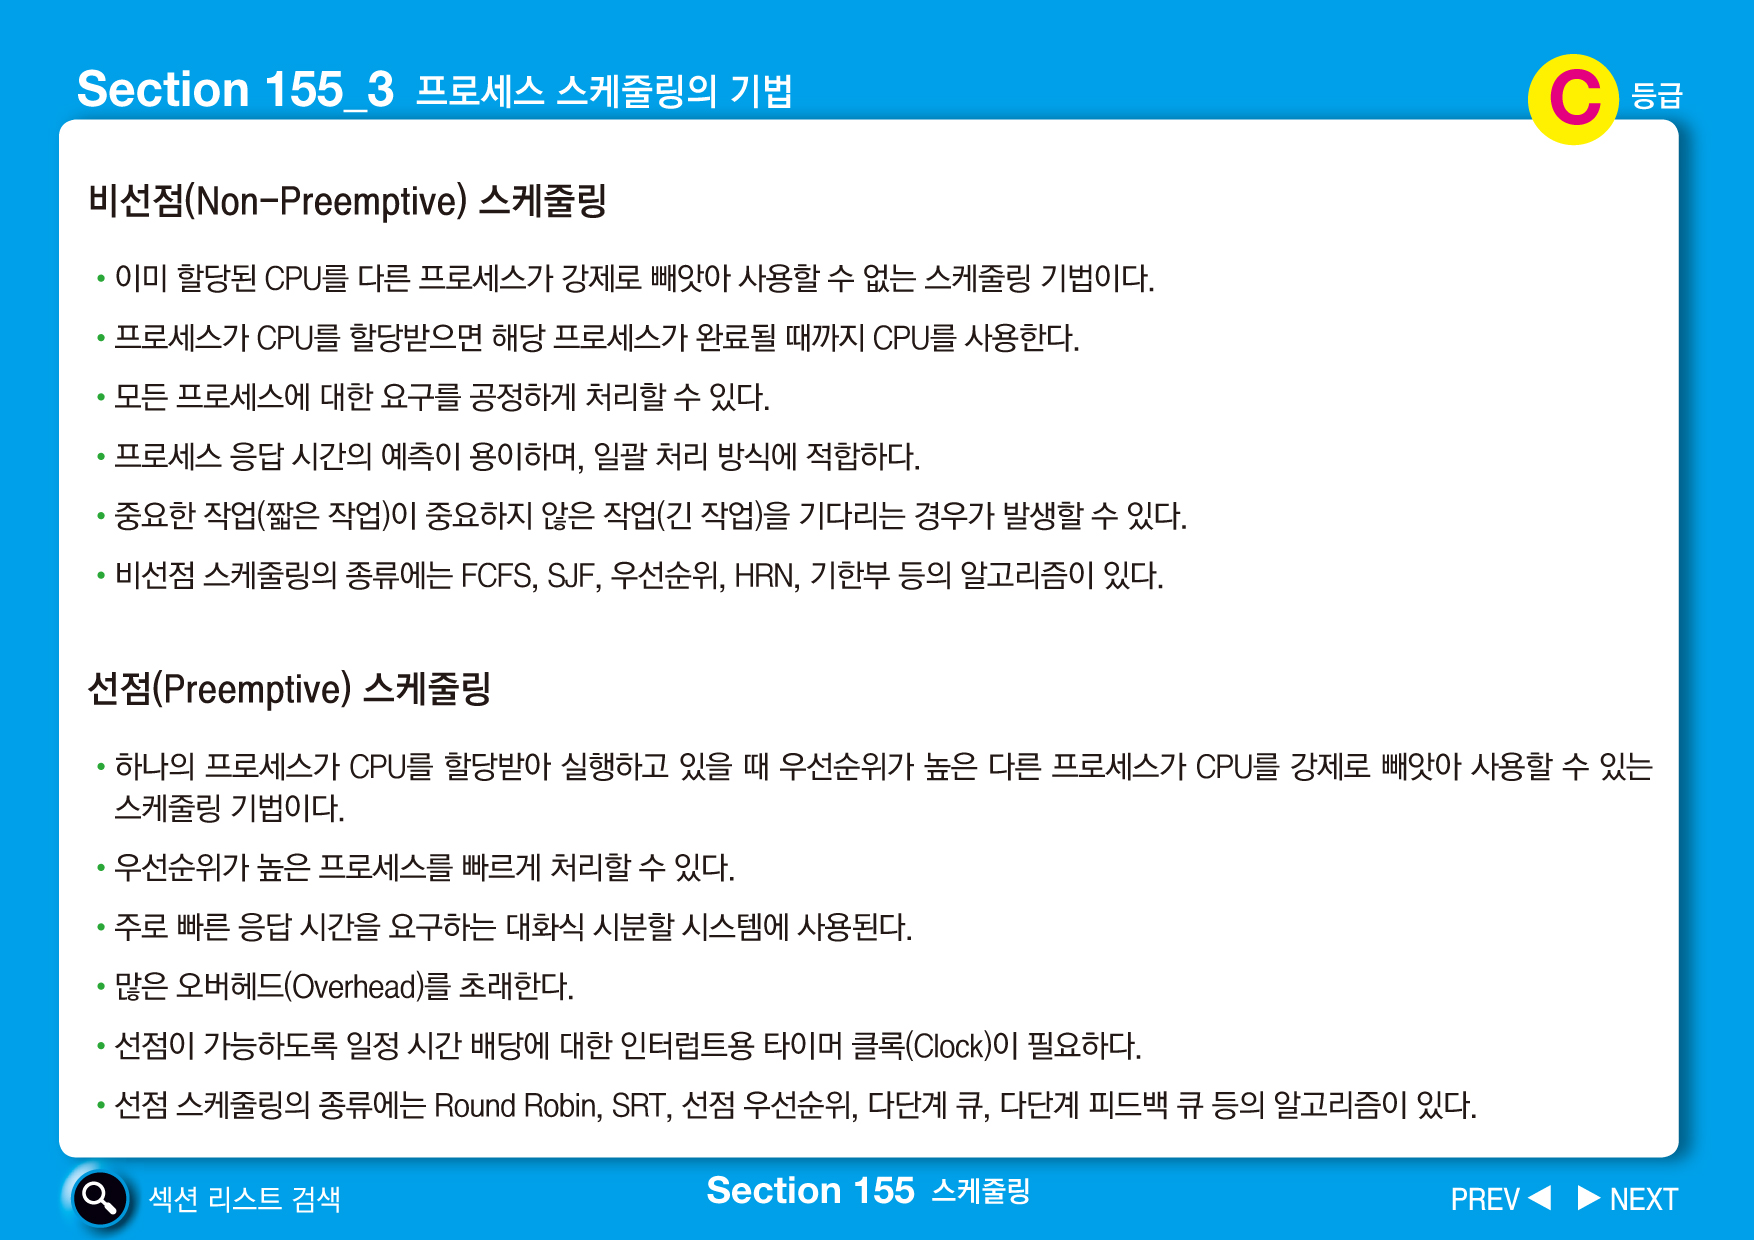 Section 155_3 프로세스 스케줄링의 기법
C 등급
비선점(Non-Preemptive) 스케줄링
• 이미 할당된 CPU를 다른 프로세스가 강제로 빼앗아 사용할 수 없는 스케줄링 기법이다.
• 프로세스가 CPU를 할당받으면 해당 프로세스가 완료될 때까지 CPU를 사용한다.
• 모든 프로세스에 대한 요구를 공정하게 처리할 수 있다.
• 프로세스 응답 시간의 예측이 용이하며, 일괄 처리 방식에 적합하다.
• 중요한 작업(짧은 작업)이 중요하지 않은 작업(긴 작업)을 기다리는 경우가 발생할 수 있다.
• 비선점 스케줄링의 종류에는 FCFS, SJF, 우선순위, HRN, 기한부 등의 알고리즘이 있다.
선점(Preemptive) 스케줄링
• 하나의 프로세스가 CPU를 할당받아 실행하고 있을 때 우선순위가 높은 다른 프로세스가 CPU를 강제로 빼앗아 사용할 수 있는
스케줄링 기법이다.
• 우선순위가 높은 프로세스를 빠르게 처리할 수 있다.
• 주로 빠른 응답 시간을 요구하는 대화식 시분할 시스템에 사용된다.
• 많은 오버헤드(Overhead)를 초래한다.
• 선점이 가능하도록 일정 시간 배당에 대한 인터럽트용 타이머 클록(Clock)이 필요하다.
• 선점 스케줄링의 종류에는 Round Robin, SRT, 선점 우선순위, 다단계 큐, 다단계 피드백 큐 등의 알고리즘이 있다.
섹션 리스트 검색
Section 155 스케줄링
PREV ◀ ▶ NEXT